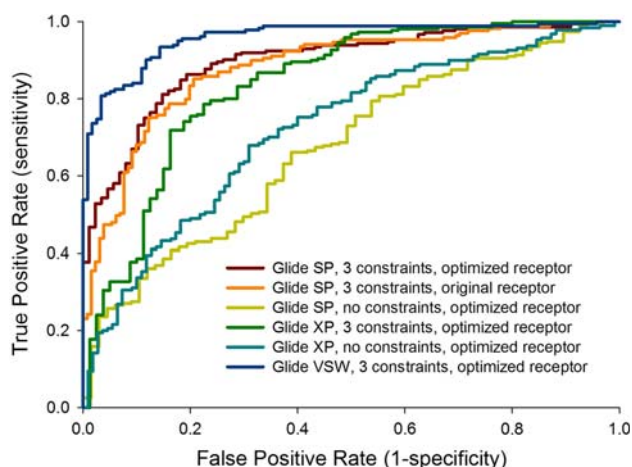 1.0
0.8
0.6
0.4
0.2
0.0
True Positive Rate (sensitivity)
Glide SP, 3 constraints, optimized receptor
Glide SP, 3 constraints, original receptor
Glide SP, no constraints, optimized receptor
Glide XP, 3 constraints, optimized receptor
Glide XP, no constraints, optimized receptor
Glide VSW, 3 constraints, optimized receptor
0.0 0.2 0.4 0.6 0.8 1.0
False Positive Rate (1-specificity)